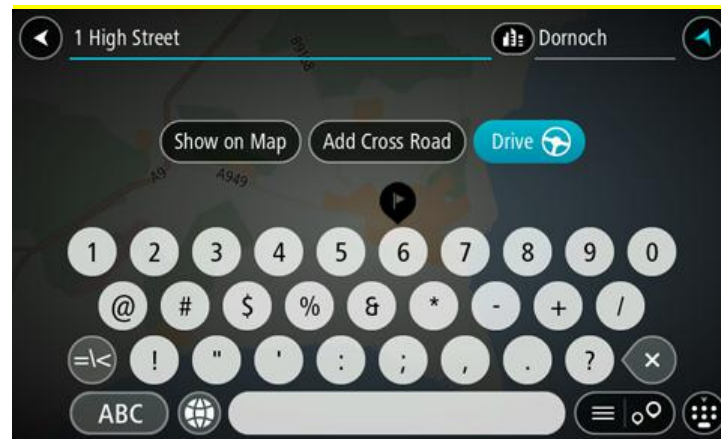 1 High Street Dornoch
B9168
Show on Map Add Cross Road Drive
A9 A949
1 2 3 4 5 6 7 8 9 0
@ # $ % & * - + /
=\< ! " ' : ; , . ? ×
ABC